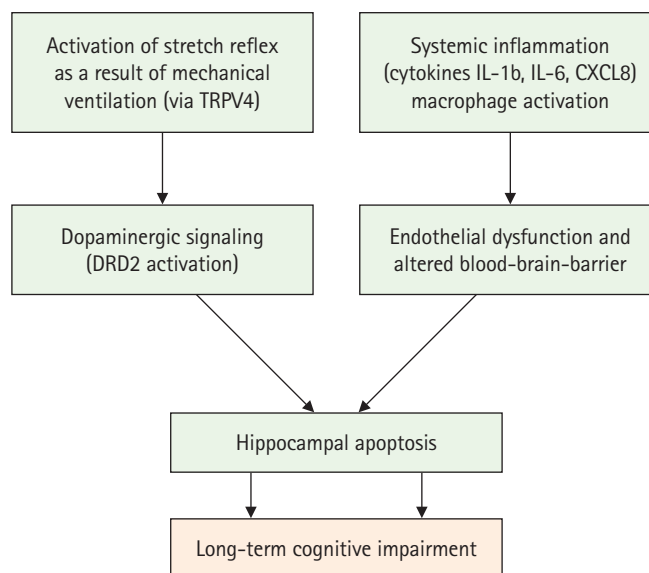 Activation of stretch reflex
as a result of mechanical
ventilation (via TRPV4)
Systemic inflammation
(cytokines IL-1b, IL-6, CXCL8)
macrophage activation
Dopaminergic signaling
(DRD2 activation)
Endothelial dysfunction and
altered blood-brain-barrier
Hippocampal apoptosis
Long-term cognitive impairment